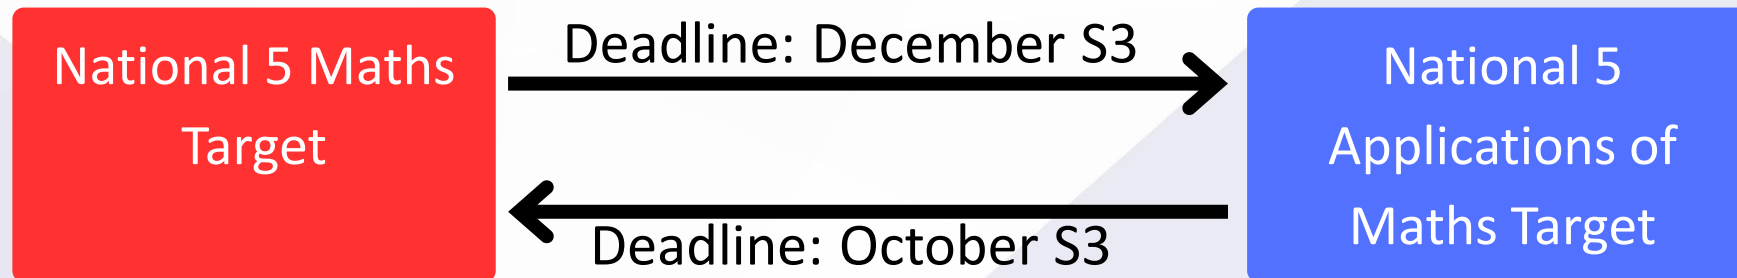 National 5 Maths
Target
Deadline: December S3
Deadline: October S3
National 5
Applications of
Maths Target